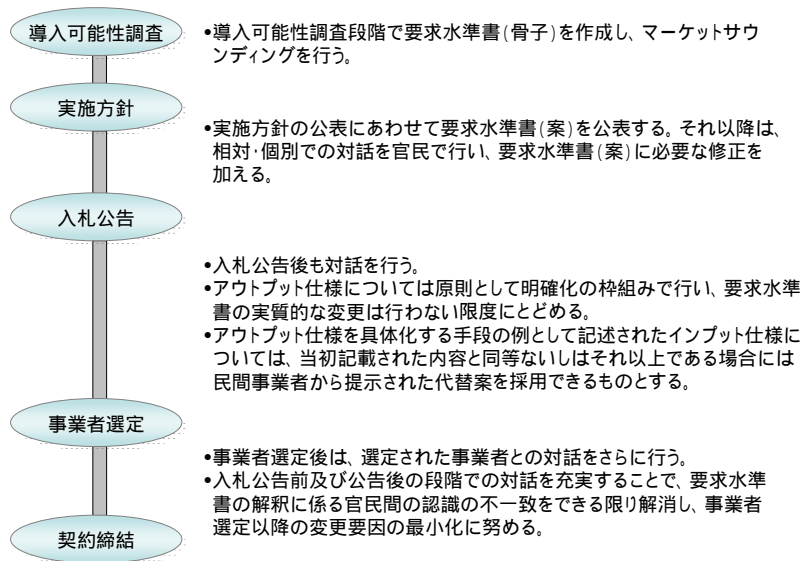 導入可能性調査
•導入可能性調査段階で要求水準書(骨子)を作成し、マーケットサウ
ンディングを行う。
実施方針
•実施方針の公表にあわせて要求水準書(案)を公表する。それ以降は、
相対・個別での対話を官民で行い、要求水準書(案)に必要な修正を
加える。
入札公告
•入札公告後も対話を行う。
•アウトプット仕様については原則として明確化の枠組みで行い、要求水準
書の実質的な変更は行わない限度にとどめる。
•アウトプット仕様を具体化する手段の例として記述されたインプット仕様に
ついては、当初記載された内容と同等ないしはそれ以上である場合には
民間事業者から提示された代替案を採用できるものとする。
事業者選定
•事業者選定後は、選定された事業者との対話をさらに行う。
•入札公告前及び公告後の段階での対話を充実することで、要求水準
書の解釈に係る官民間の認識の不一致をできる限り解消し、事業者
選定以降の変更要因の最小化に努める。
契約締結